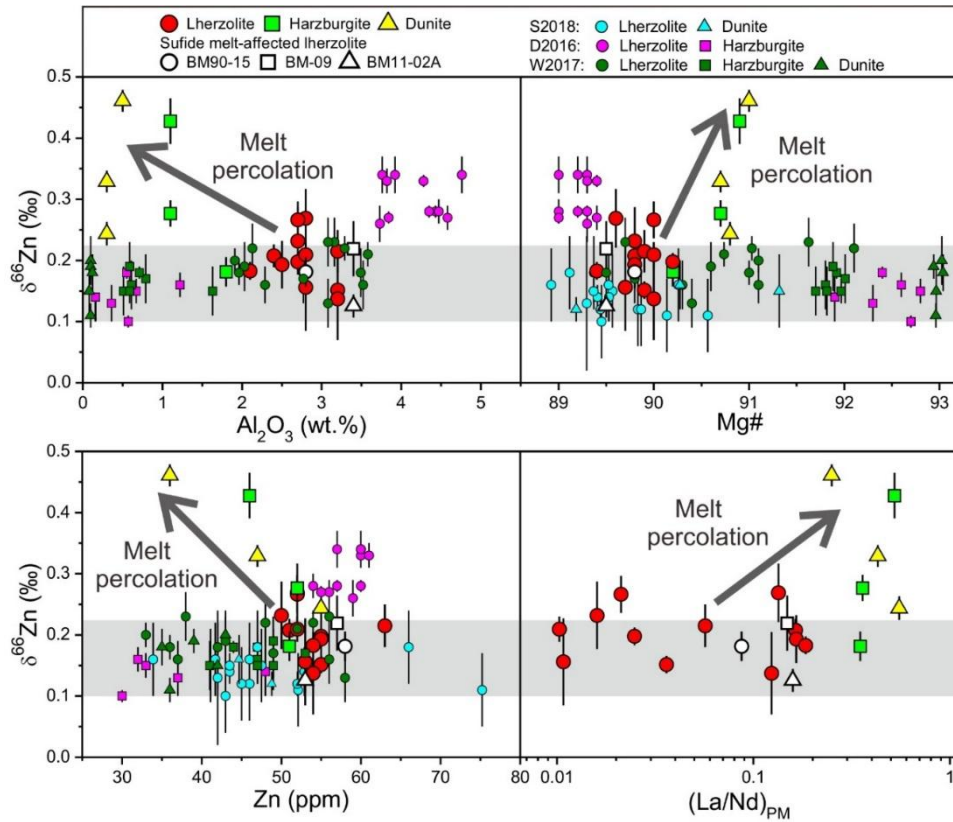 Lherzolite Harzburgite Dunite
Sufide melt-affected lherzolite
BM90-15 BM-09 BM11-02A
S2018: Lherzolite Dunite
D2016: Lherzolite Harzburgite
W2017: Lherzolite Harzburgite Dunite
δ⁶⁶Zn (‰)
0.5
0.4
0.3
0.2
0.1
0.0
Melt
percolation
0 1 2 3 4 5
Al₂O₃ (wt.%)
Melt
percolation
89 90 91 92 93
Mg#
δ⁶⁶Zn (‰)
0.5
0.4
0.3
0.2
0.1
0.0
Melt
percolation
30 40 50 60 70 80
Zn (ppm)
Melt
percolation
0.01 0.1 1
(La/Nd)PM